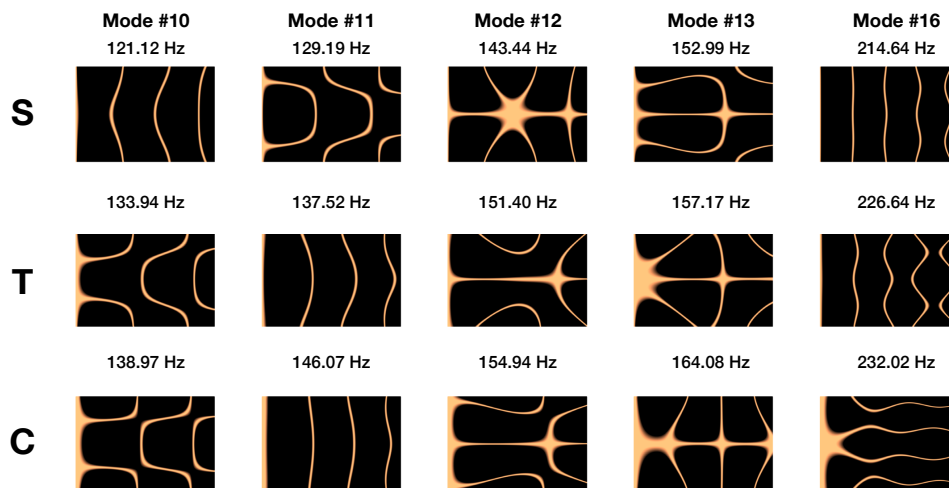 Mode #10 Mode #11 Mode #12 Mode #13 Mode #16
121.12 Hz 129.19 Hz 143.44 Hz 152.99 Hz 214.64 Hz
S
133.94 Hz 137.52 Hz 151.40 Hz 157.17 Hz 226.64 Hz
T
138.97 Hz 146.07 Hz 154.94 Hz 164.08 Hz 232.02 Hz
C